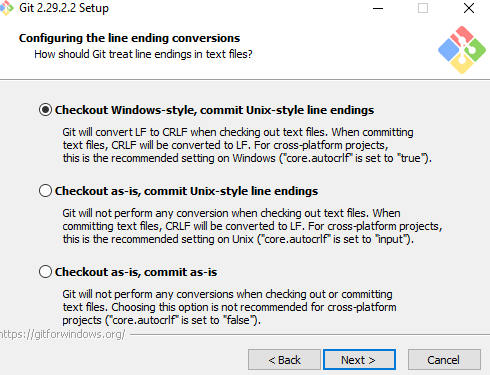 Git 2.29.2.2 Setup
Configuring the line ending conversions
How should Git treat line endings in text files?
Checkout Windows-style, commit Unix-style line endings
Git will convert LF to CRLF when checking out text files. When committing
text files, CRLF will be converted to LF. For cross-platform projects,
this is the recommended setting on Windows ("core.autocrlf" is set to "true").
Checkout as-is, commit Unix-style line endings
Git will not perform any conversion when checking out text files. When
committing text files, CRLF will be converted to LF. For cross-platform projects,
this is the recommended setting on Unix ("core.autocrlf" is set to "input").
Checkout as-is, commit as-is
Git will not perform any conversions when checking out or committing
text files. Choosing this option is not recommended for cross-platform
projects ("core.autocrlf" is set to "false").
https://gitforwindows.org/
< Back
Next >
Cancel